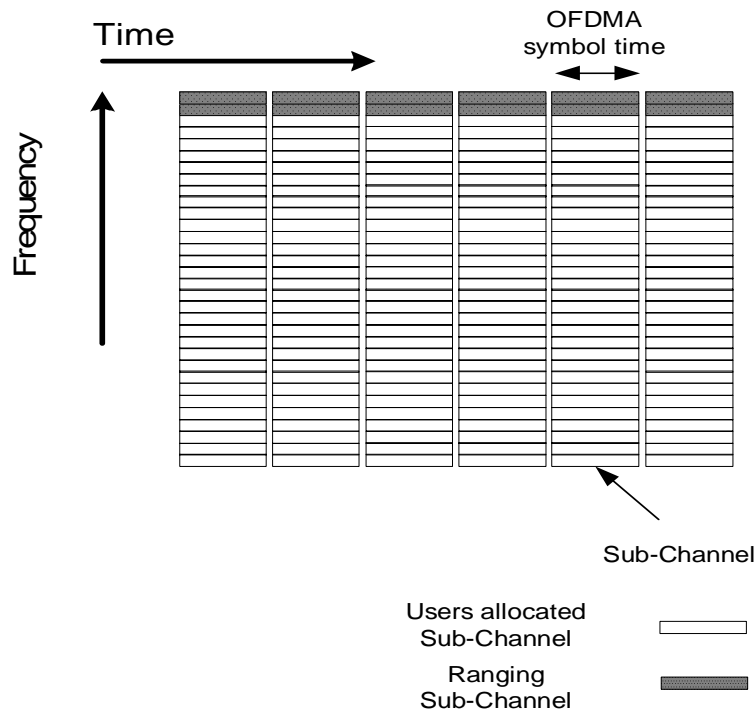 Time
OFDMA
symbol time
Frequency
Sub-Channel
Users allocated
Sub-Channel
Ranging
Sub-Channel